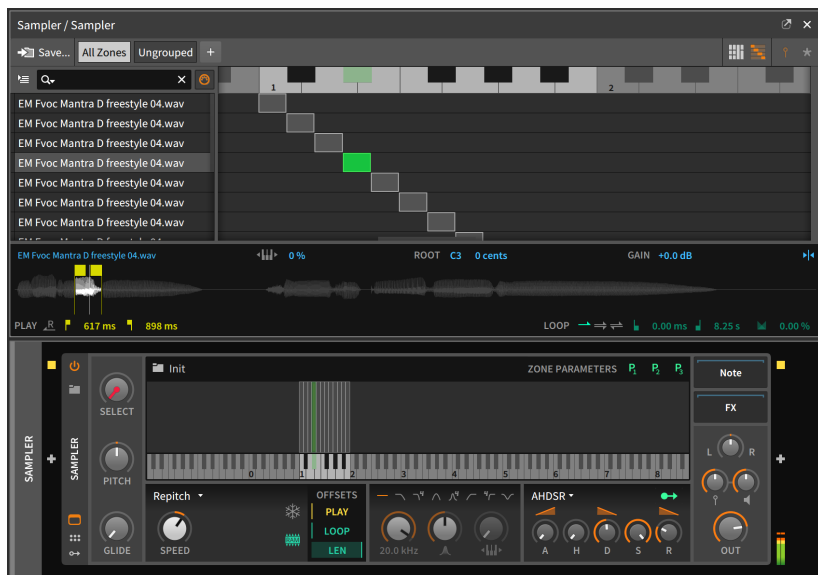 Sampler / Sampler
Save... All Zones Ungrouped +
1 2
EM Fvoc Mantra D freestyle 04.wav
EM Fvoc Mantra D freestyle 04.wav
EM Fvoc Mantra D freestyle 04.wav
EM Fvoc Mantra D freestyle 04.wav
EM Fvoc Mantra D freestyle 04.wav
EM Fvoc Mantra D freestyle 04.wav
EM Fvoc Mantra D freestyle 04.wav
EM Fvoc Mantra D freestyle 04.wav 0 % ROOT C3 0 cents GAIN +0.0 dB
PLAY R 617 ms 898 ms LOOP 0.00 ms 8.25 s 0.00 %
SAMPLER
SAMPLER
Init ZONE PARAMETERS P1 P2 P3
SELECT
PITCH
GLIDE
0 1 2 3 4 5 6 7 8
Repitch
SPEED
OFFSETS
PLAY
LOOP
LEN
20.0 kHz
AHDSR
A H D S R
Note
FX
L R
OUT